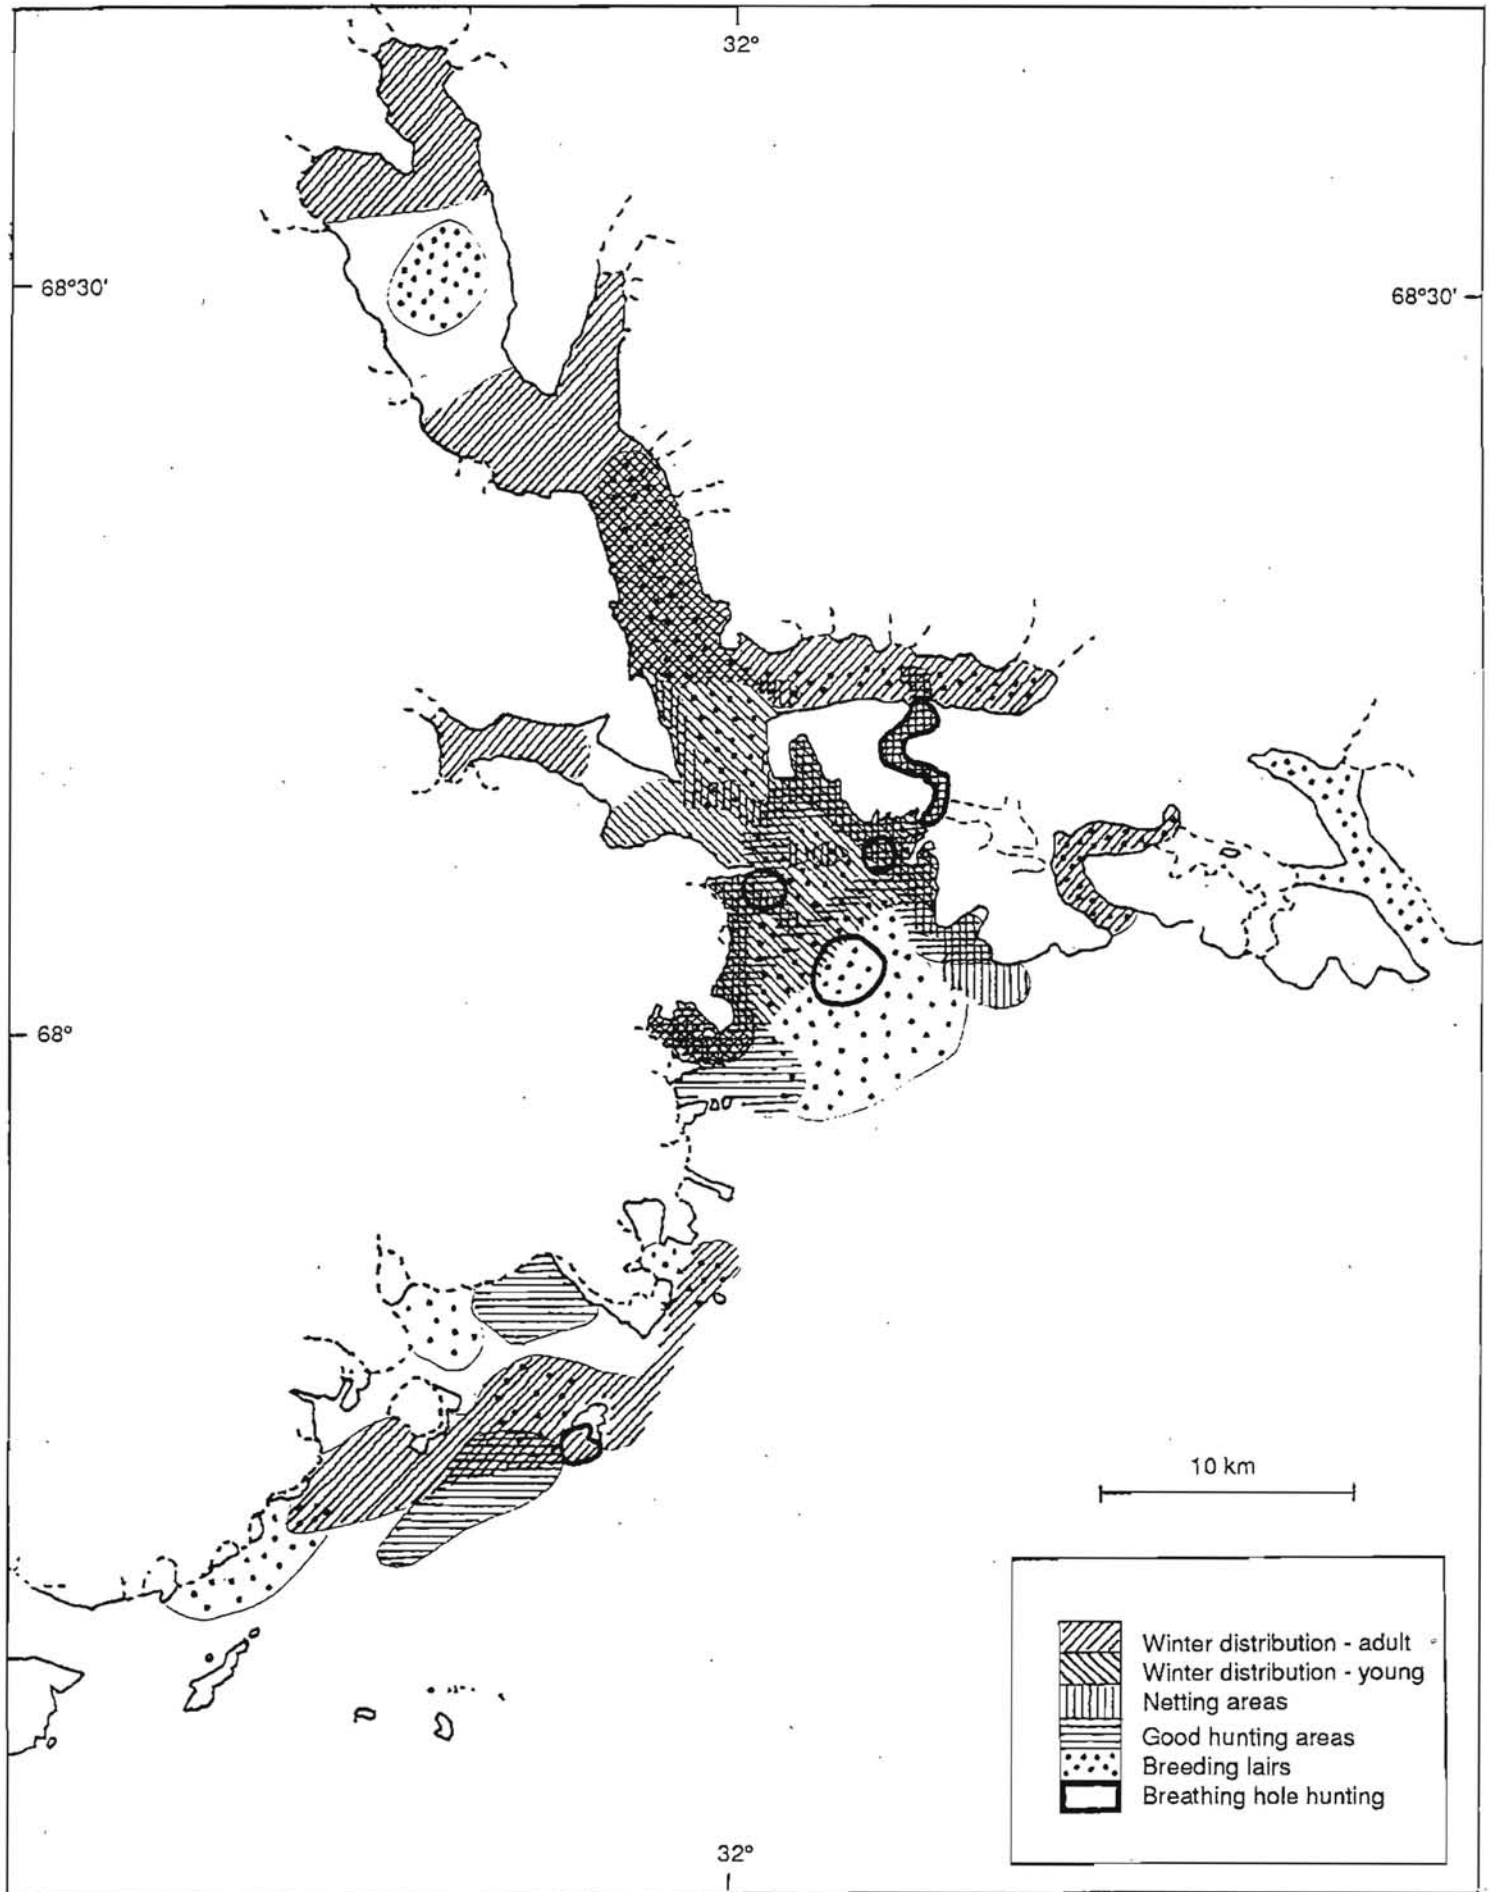 32°
68°30'
68°30'
68°
10 km
Winter distribution - adult
Winter distribution - young
Netting areas
Good hunting areas
Breeding lairs
Breathing hole hunting
32°